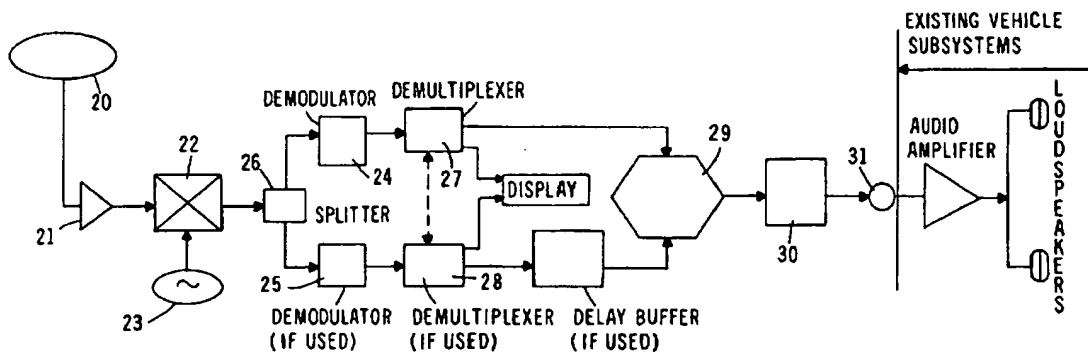 EXISTING VEHICLE
SUBSYSTEMS
20
22
21
23
26
SPLITTER
DEMODULATOR
24
DEMULTIPLEXER
27
DISPLAY
25
DEMODULATOR
(IF USED)
28
DEMULTIPLEXER
(IF USED)
DELAY BUFFER
(IF USED)
29
30
31
AUDIO
AMPLIFIER
LOUDSPEAKERS
~